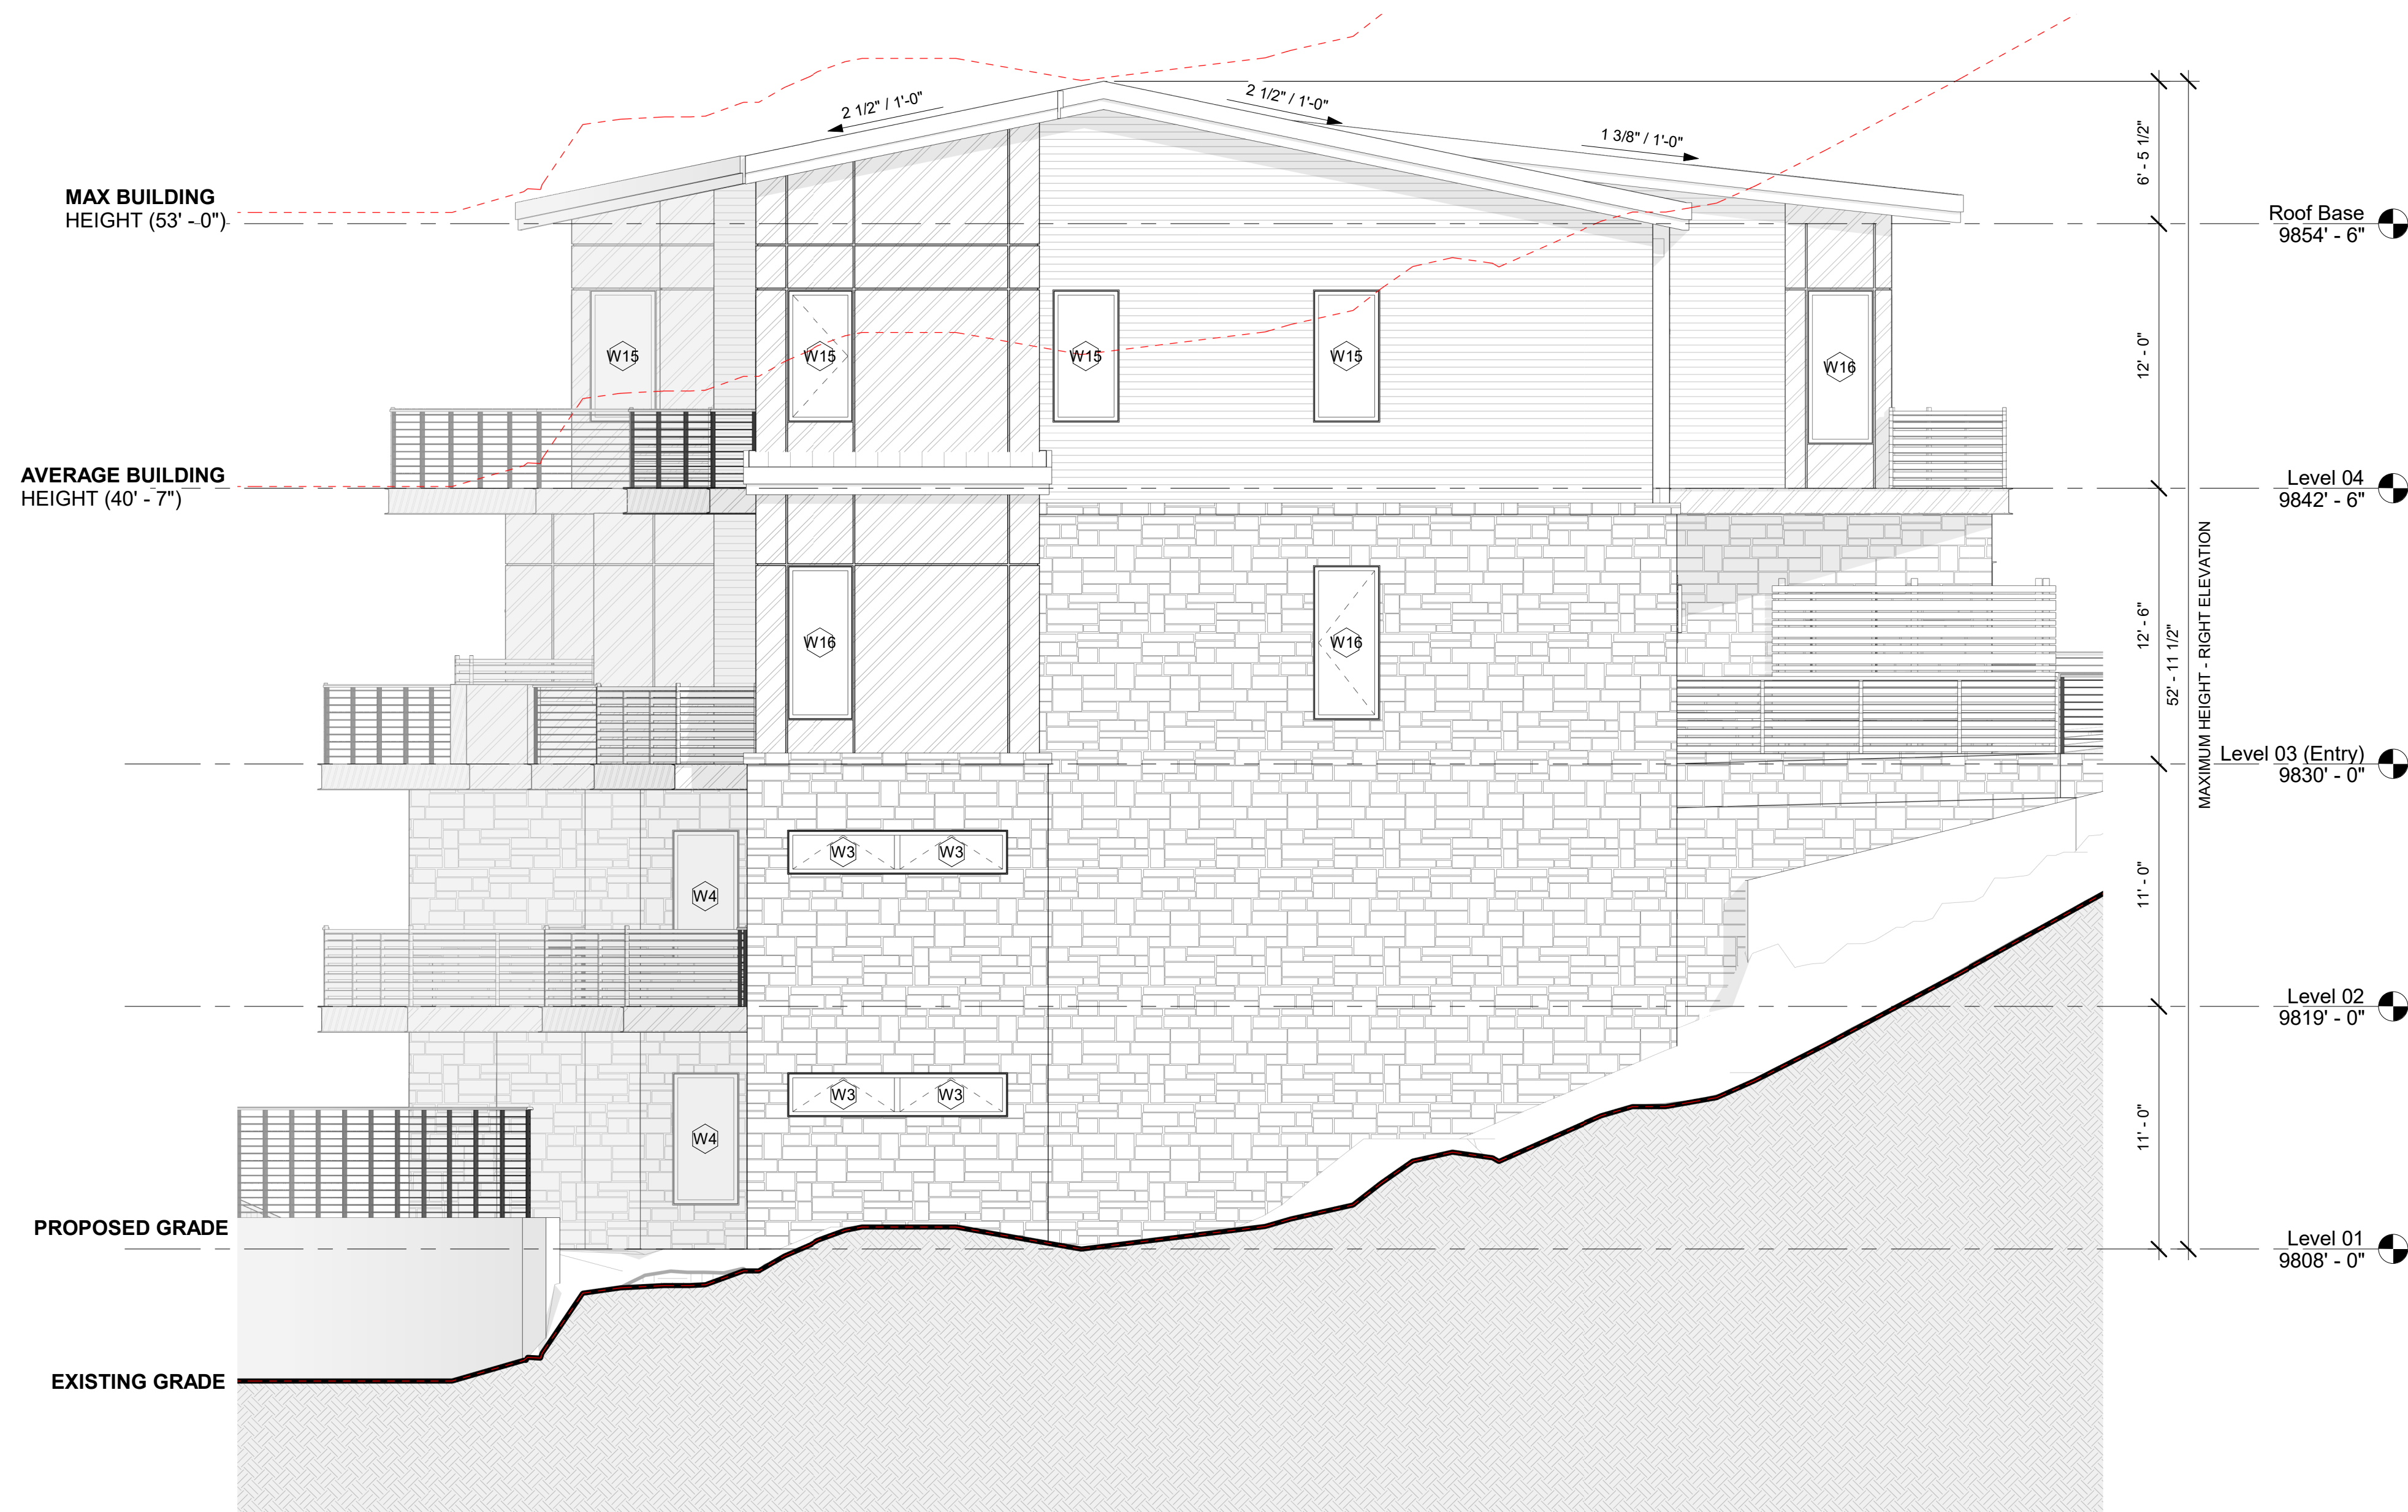 2 1/2" / 1'-0"
2 1/2" / 1'-0"
1 3/8" / 1'-0"
6' - 5 1/2"
MAX BUILDING
HEIGHT (53' - 0")
Roof Base
9854' - 6"
W15
W15
W15
W15
W16
12' - 0"
AVERAGE BUILDING
HEIGHT (40' - 7")
Level 04
9842' - 6"
W16
W16
12' - 6"
52' - 11 1/2"
MAXIMUM HEIGHT - RIGHT ELEVATION
Level 03 (Entry)
9830' - 0"
W3
W3
W4
11' - 0"
Level 02
9819' - 0"
W3
W3
W4
11' - 0"
PROPOSED GRADE
Level 01
9808' - 0"
EXISTING GRADE